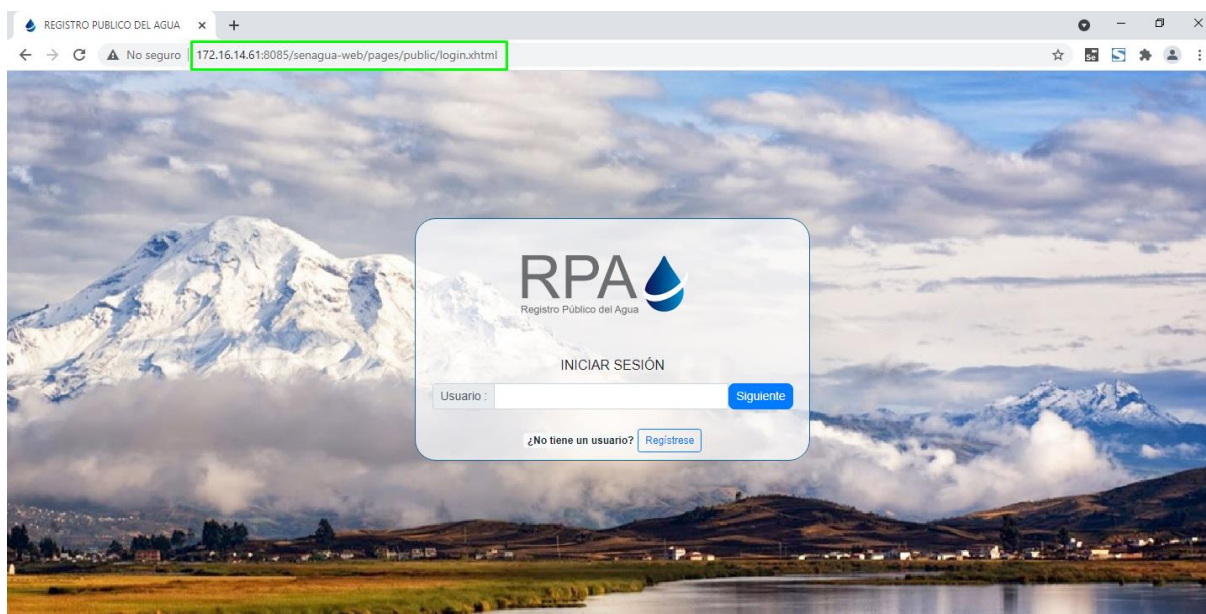 REGISTRO PUBLICO DEL AGUA
No seguro 172.16.14.61:8085/senagua-web/pages/public/login.xhtml
Se
RPA
Registro Público del Agua
INICIAR SESIÓN
Usuario : Siguiente
¿No tiene un usuario? Regístrese